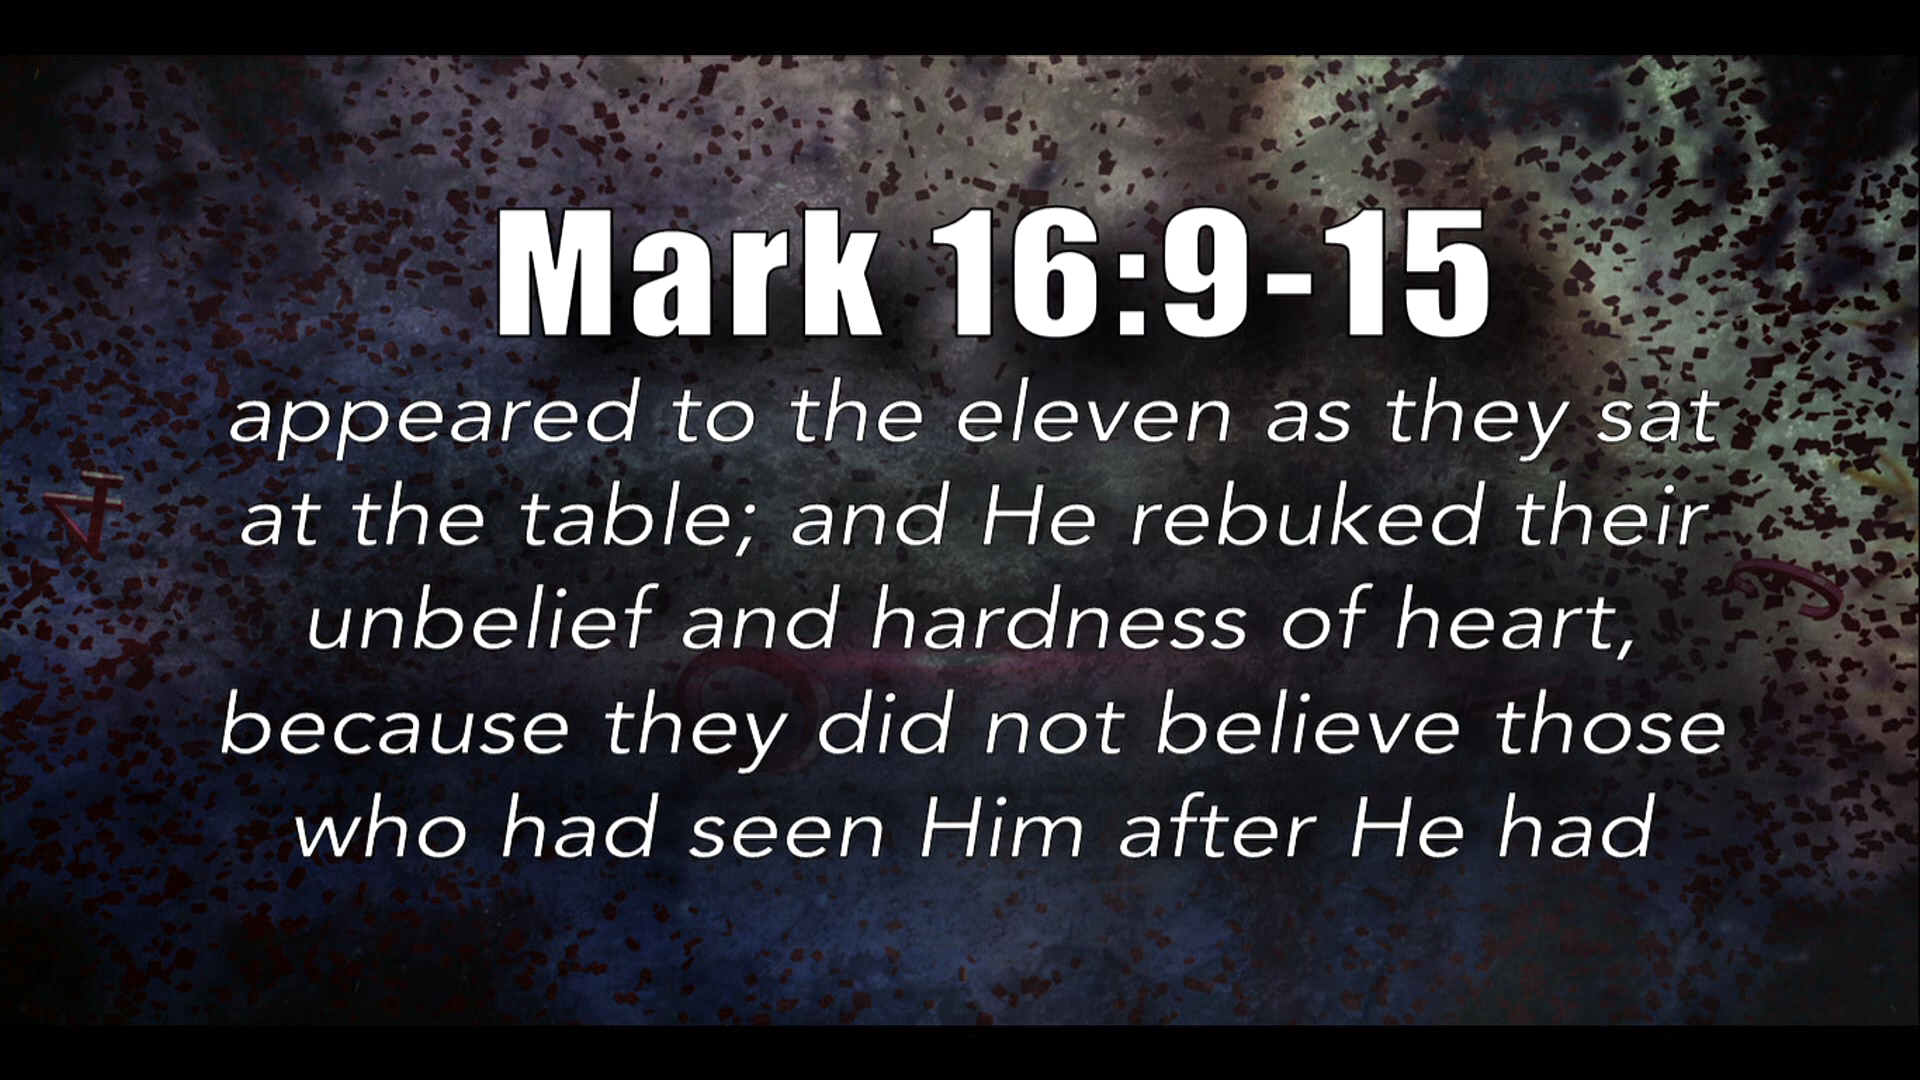 Mark 16:9-15
appeared to the eleven as they sat
at the table; and He rebuked their
unbelief and hardness of heart,
because they did not believe those
who had seen Him after He had